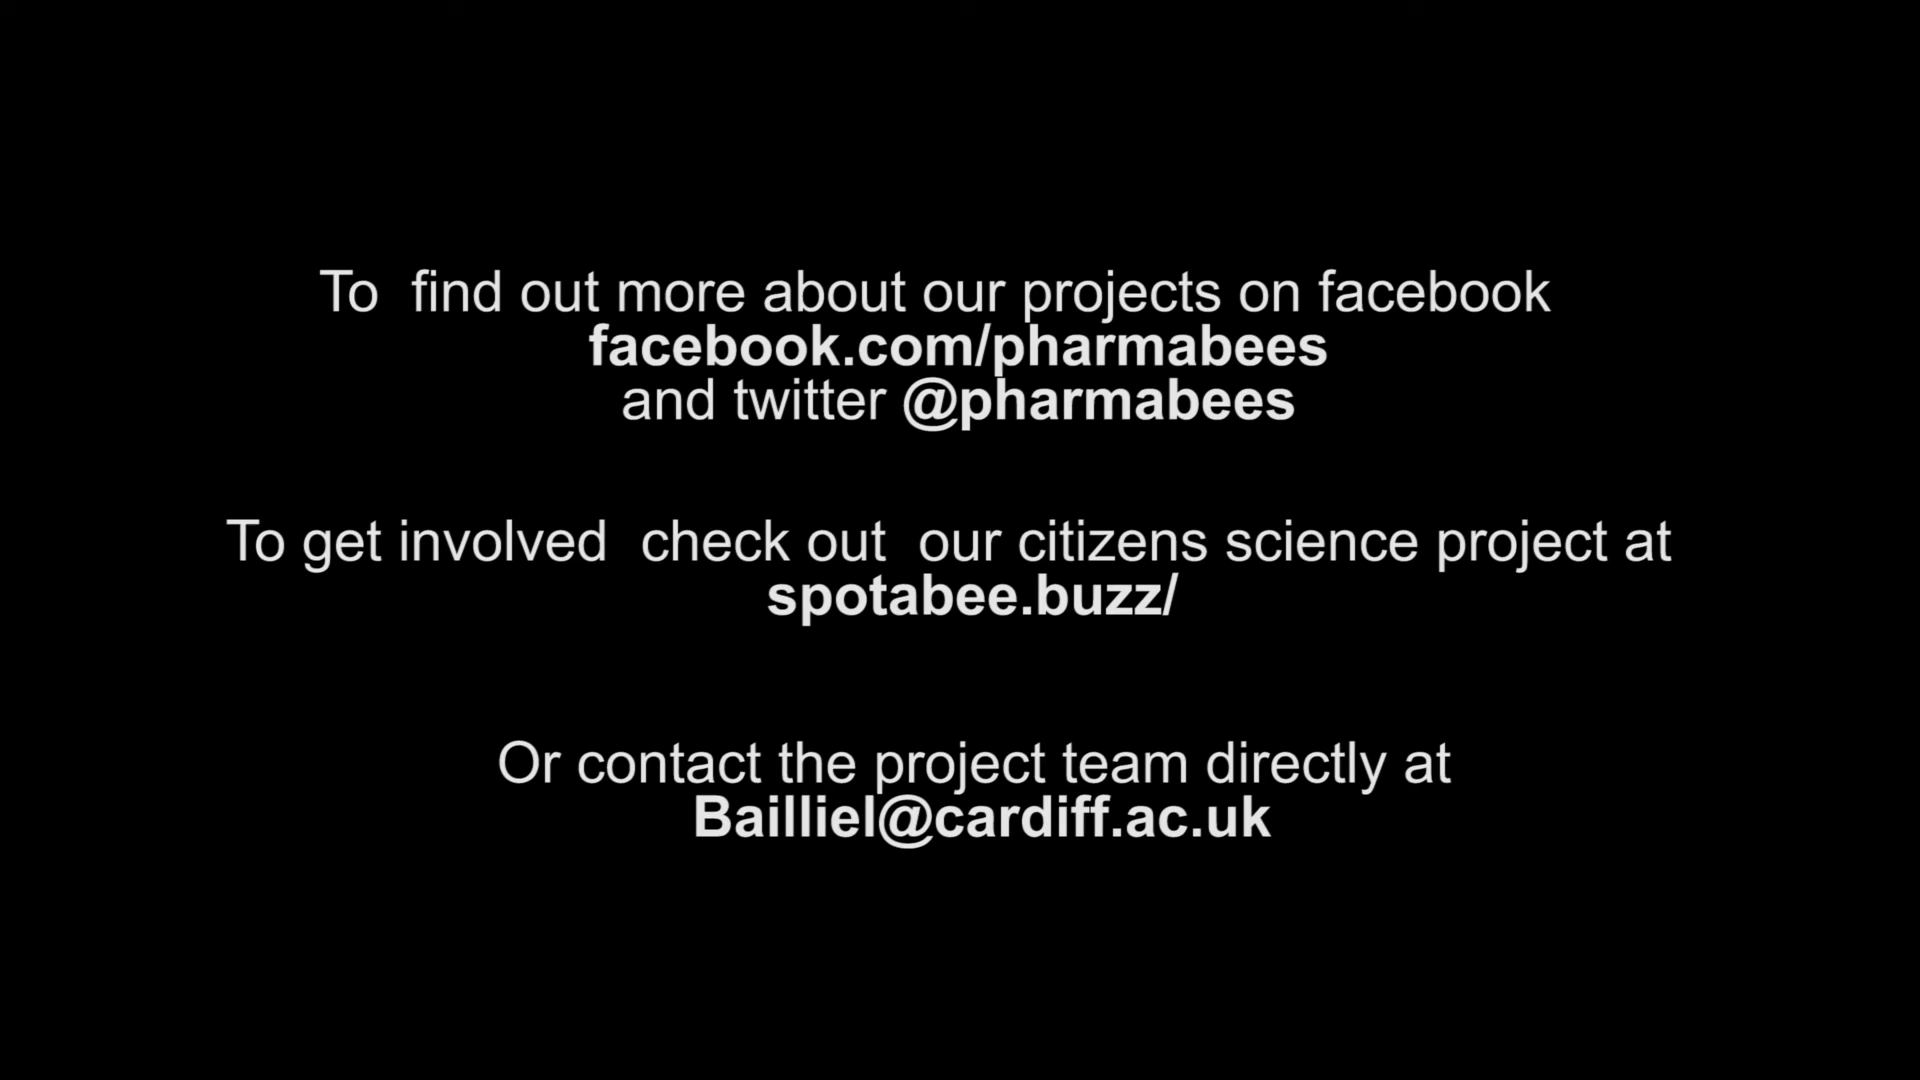 To  find out more about our projects on facebook
facebook.com/pharmabees
and twitter @pharmabees
To get involved  check out  our citizens science project at
spotabee.buzz/
Or contact the project team directly at
Bailliel@cardiff.ac.uk